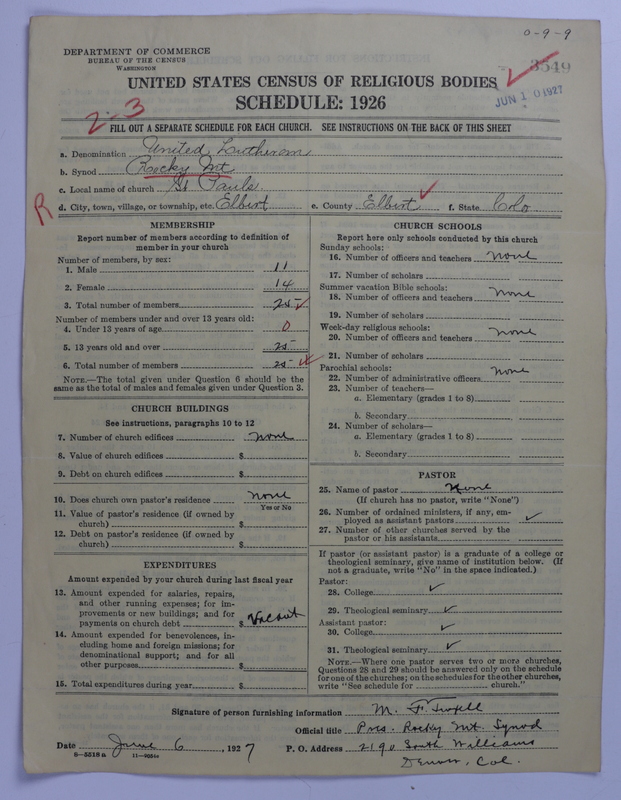 0-9-9
DEPARTMENT OF COMMERCE
BUREAU OF THE CENSUS
WASHINGTON
3549
UNITED STATES CENSUS OF RELIGIOUS BODIES
SCHEDULE: 1926
JUN 10 1927
2-3
FILL OUT A SEPARATE SCHEDULE FOR EACH CHURCH. SEE INSTRUCTIONS ON THE BACK OF THIS SHEET
a. Denomination United Lutheran
b. Synod Rocky Mt
c. Local name of church St Pauls
R
d. City, town, village, or township, etc. Elbert e. County Elbert f. State Colo
MEMBERSHIP
Report number of members according to definition of
member in your church
Number of members, by sex:
1. Male 11
2. Female 14
3. Total number of members 25
Number of members under and over 13 years old:
4. Under 13 years of age 0
5. 13 years old and over 25
6. Total number of members 25
NOTE.—The total given under Question 6 should be the
same as the total of males and females given under Question 3.
CHURCH BUILDINGS
See instructions, paragraphs 10 to 12
7. Number of church edifices none
8. Value of church edifices $
9. Debt on church edifices $
10. Does church own pastor's residence none
Yes or No
11. Value of pastor's residence (if owned by
church) $
12. Debt on pastor's residence (if owned by
church) $
EXPENDITURES
Amount expended by your church during last fiscal year
13. Amount expended for salaries, repairs,
and other running expenses; for im-
provements or new buildings; and for
payments on church debt $ Vacant
14. Amount expended for benevolences, in-
cluding home and foreign missions; for
denominational support; and for all
other purposes $
15. Total expenditures during year $
CHURCH SCHOOLS
Report here only schools conducted by this church
Sunday schools:
16. Number of officers and teachers none
17. Number of scholars
Summer vacation Bible schools:
18. Number of officers and teachers none
19. Number of scholars
Week-day religious schools:
20. Number of officers and teachers none
21. Number of scholars
Parochial schools:
22. Number of administrative officers none
23. Number of teachers—
a. Elementary (grades 1 to 8)
b. Secondary
24. Number of scholars—
a. Elementary (grades 1 to 8)
b. Secondary
PASTOR
25. Name of pastor None
(If church has no pastor, write "None")
26. Number of ordained ministers, if any, em-
ployed as assistant pastors
27. Number of other churches served by the
pastor or his assistants
If pastor (or assistant pastor) is a graduate of a college or
theological seminary, give name of institution below. (If
not a graduate, write "No" in the space indicated.)
Pastor:
28. College
29. Theological seminary
Assistant pastor:
30. College
31. Theological seminary
NOTE.—Where one pastor serves two or more churches,
Questions 28 and 29 should be answered only on the schedule
for one of the churches; on the schedules for the other churches,
write "See schedule for church."
Signature of person furnishing information M. F.
Official title Pres. Rocky Mt. Synod
Date June 6, 1927 P. O. Address 2190 South Williams
Denver, Col.
8—5518 a 11—9054a